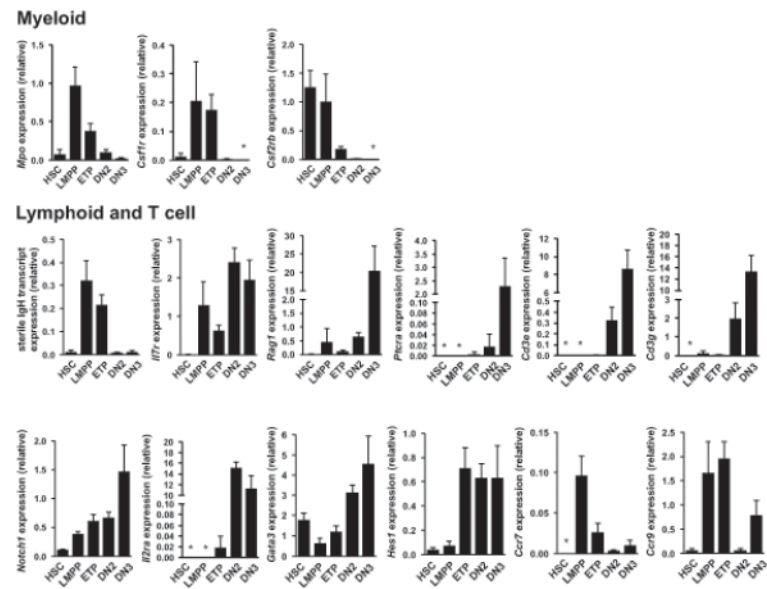 Myeloid
Mpo expression (relative)
1.5
1.0
0.5
0.0
HSC
LMPP
ETP
DN2
DN3
Csf1r expression (relative)
0.4
0.3
0.2
0.1
0.0
*
HSC
LMPP
ETP
DN2
DN3
Csf2rb expression (relative)
2.0
1.5
1.0
0.5
0.0
*
HSC
LMPP
ETP
DN2
DN3
Lymphoid and T cell
sterile IgH transcript
expression (relative)
0.5
0.4
0.3
0.2
0.1
0.0
HSC
LMPP
ETP
DN2
DN3
Il7r expression (relative)
3
2
1
0
HSC
LMPP
ETP
DN2
DN3
Rag1 expression (relative)
30
25
20
15
2.0
1.5
1.0
0.5
0.0
HSC
LMPP
ETP
DN2
DN3
Ptcra expression (relative)
4.0
3.5
3.0
2.5
2.0
0.10
0.08
0.06
0.04
0.02
0.00
* *
HSC
LMPP
ETP
DN2
DN3
Cd3e expression (relative)
12
10
8
6
0.5
0.4
0.3
0.2
0.1
0.0
* *
HSC
LMPP
ETP
DN2
DN3
Cd3g expression (relative)
20
18
16
14
12
10
3
2
1
0
*
HSC
LMPP
ETP
DN2
DN3
Notch1 expression (relative)
2.0
1.5
1.0
0.5
0.0
HSC
LMPP
ETP
DN2
DN3
Il2ra expression (relative)
20
18
16
14
12
10
0.10
0.08
0.06
0.04
0.02
0.00
* *
HSC
LMPP
ETP
DN2
DN3
Gata3 expression (relative)
6
5
4
3
2
1
0
HSC
LMPP
ETP
DN2
DN3
Hes1 expression (relative)
1.0
0.8
0.6
0.4
0.2
0.0
HSC
LMPP
ETP
DN2
DN3
Ccr7 expression (relative)
0.15
0.10
0.05
0.00
*
HSC
LMPP
ETP
DN2
DN3
Ccr9 expression (relative)
2.5
2.0
1.5
1.0
0.5
0.0
HSC
LMPP
ETP
DN2
DN3